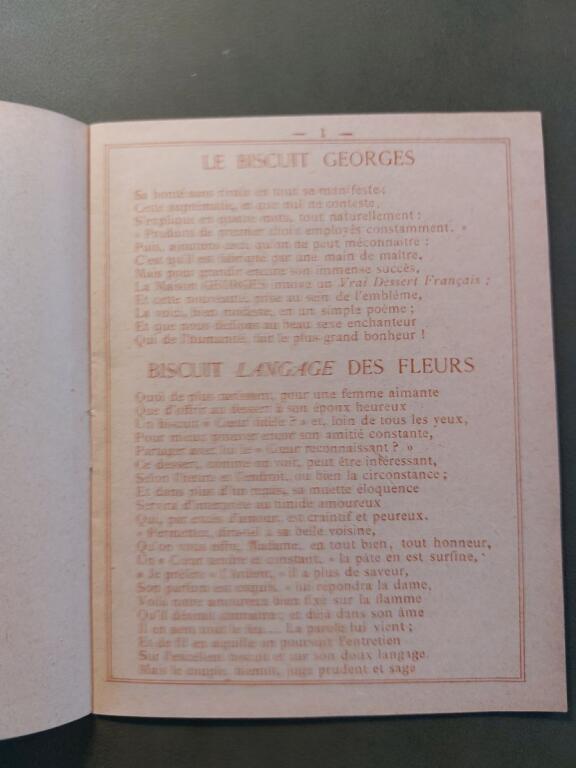 — 1 —
LE BISCUIT GEORGES
Sa bonté sans rivale en tout se manifeste;
Cette suprématie, et que nul ne conteste,
S'explique en quatre mots, tout naturellement :
« Produits de premier choix employés constamment. »
Puis, ajoutons ceci qu'on ne peut méconnaître :
C'est qu'il est fabriqué par une main de maître,
Mais pour grandir encore son immense succès,
La Maison GEORGES innove un Vrai Dessert Français ;
Et cette nouveauté, prise au sein de l'emblême,
La voici, bien modeste, en un simple poème ;
Et que nous dédions au beau sexe enchanteur
Qui de l'humanité, fait le plus grand bonheur !
BISCUIT LANGAGE DES FLEURS
Quoi de plus ravissant, pour une femme aimante
Que d'offrir au dessert à son époux heureux
Un biscuit « Cœur fidèle ? » et, loin de tous les yeux,
Pour mieux prouver encor son amitié constante,
Partager avec lui le « Cœur reconnaissant ? »
Ce dessert, comme on voit, peut être intéressant,
Selon l'heure et l'endroit, ou bien la circonstance ;
Et dans plus d'un repas, sa muette éloquence
Servira d'interprète au timide amoureux
Qui, par excès d'amour, est craintif et peureux.
« Permettez, dira-t-il à sa belle voisine,
Qu'on vous offre, Madame, en tout bien, tout honneur,
Un « Cœur tendre et constant, » la pâte en est surfine,
« Je préfère « il a plus de saveur,
Son parfum est exquis, » lui répondra la dame,
Voilà notre amoureux bien fixé sur la flamme
Qu'il désirait connaître ; et déjà dans son âme
Il en sent tout le feu.... La parole lui vient ;
Et de fil en aiguille on poursuit l'entretien
Sur l'excellent biscuit et sur son doux langage.
Mais le couple, juge prudent et sage